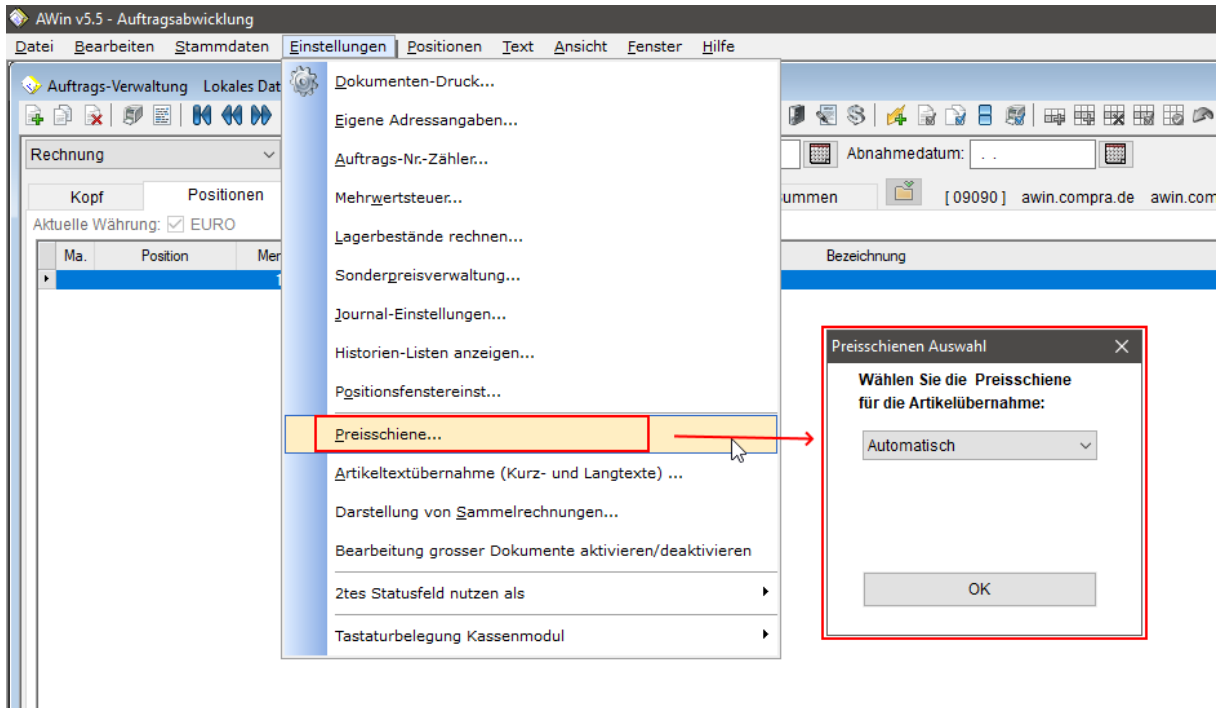 AWin v5.5 - Auftragsabwicklung
Datei Bearbeiten Stammdaten Einstellungen Positionen Text Ansicht Fenster Hilfe
Auftrags-Verwaltung Lokales Dat
Rechnung
Abnahmedatum: . .
Kopf Positionen
ummen [ 09090 ] awin.compra.de awin.com
Aktuelle Währung: EURO
Ma. Position Mer
Bezeichnung
1
Dokumenten-Druck...
Eigene Adressangaben...
Auftrags-Nr.-Zähler...
Mehrwertsteuer...
Lagerbestände rechnen...
Sonderpreisverwaltung...
Journal-Einstellungen...
Historien-Listen anzeigen...
Positionsfenstereinst...
Preisschiene...
Artikeltextübernahme (Kurz- und Langtexte) ...
Darstellung von Sammelrechnungen...
Bearbeitung grosser Dokumente aktivieren/deaktivieren
2tes Statusfeld nutzen als
Tastaturbelegung Kassenmodul
Preisschienen Auswahl
Wählen Sie die Preisschiene
für die Artikelübernahme:
Automatisch
OK